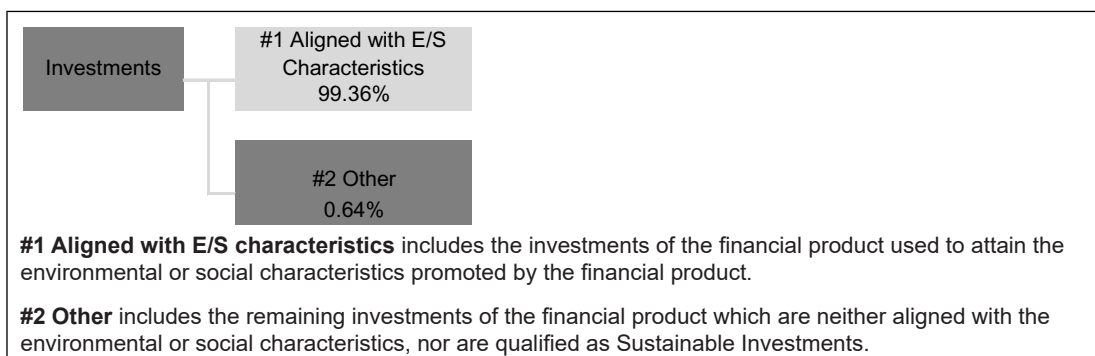 Investments
#1 Aligned with E/S
Characteristics
99.36%
#2 Other
0.64%
#1 Aligned with E/S characteristics includes the investments of the financial product used to attain the
environmental or social characteristics promoted by the financial product.
#2 Other includes the remaining investments of the financial product which are neither aligned with the
environmental or social characteristics, nor are qualified as Sustainable Investments.